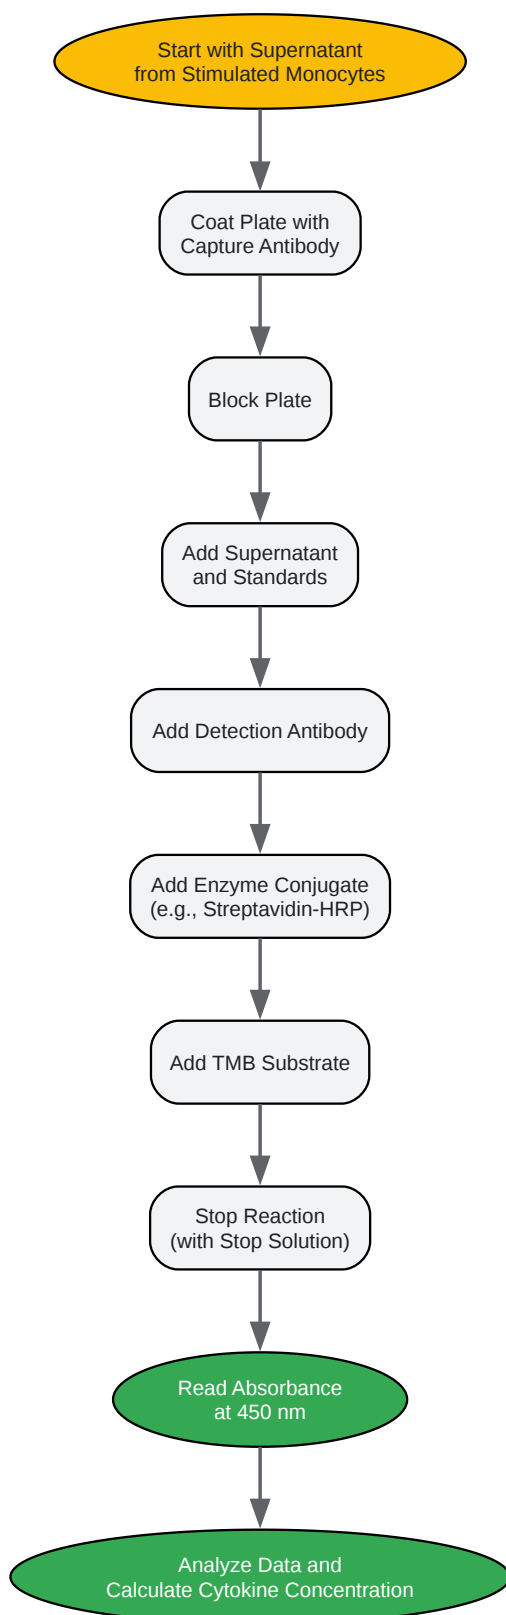 Start with Supernatant
from Stimulated Monocytes
Coat Plate with
Capture Antibody
Block Plate
Add Supernatant
and Standards
Add Detection Antibody
Add Enzyme Conjugate
(e.g., Streptavidin-HRP)
Add TMB Substrate
Stop Reaction
(with Stop Solution)
Read Absorbance
at 450 nm
Analyze Data and
Calculate Cytokine Concentration